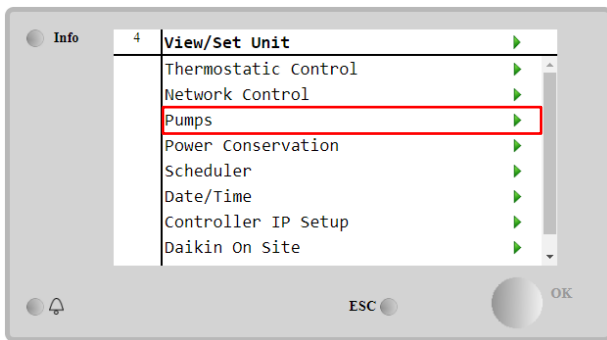 Info
4 View/Set Unit
Thermostatic Control
Network Control
Pumps
Power Conservation
Scheduler
Date/Time
Controller IP Setup
Daikin On Site
ESC
OK